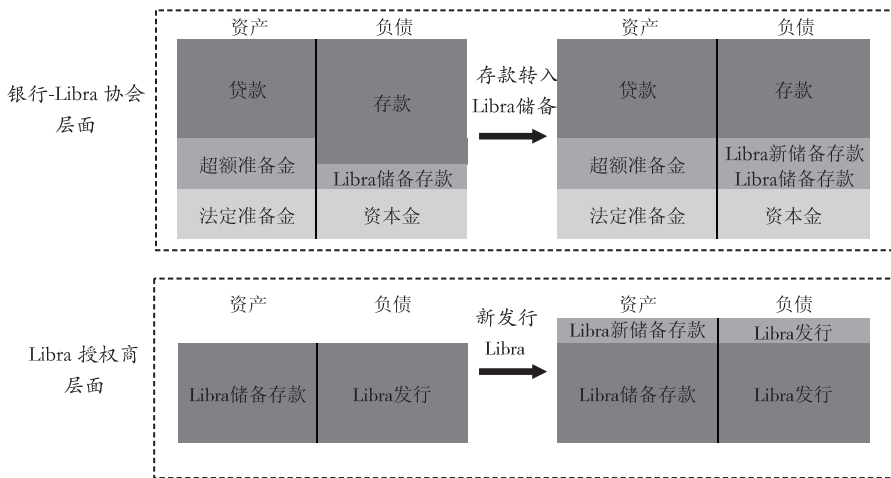 资产
负债
资产
负债
银行-Libra 协会
层面
贷款
存款
超额准备金
Libra储备存款
法定准备金
资本金
存款转入
Libra储备
贷款
存款
超额准备金
Libra新储备存款
Libra储备存款
法定准备金
资本金
资产
负债
资产
负债
Libra 授权商
层面
Libra储备存款
Libra发行
新发行
Libra
Libra新储备存款
Libra发行
Libra储备存款
Libra发行